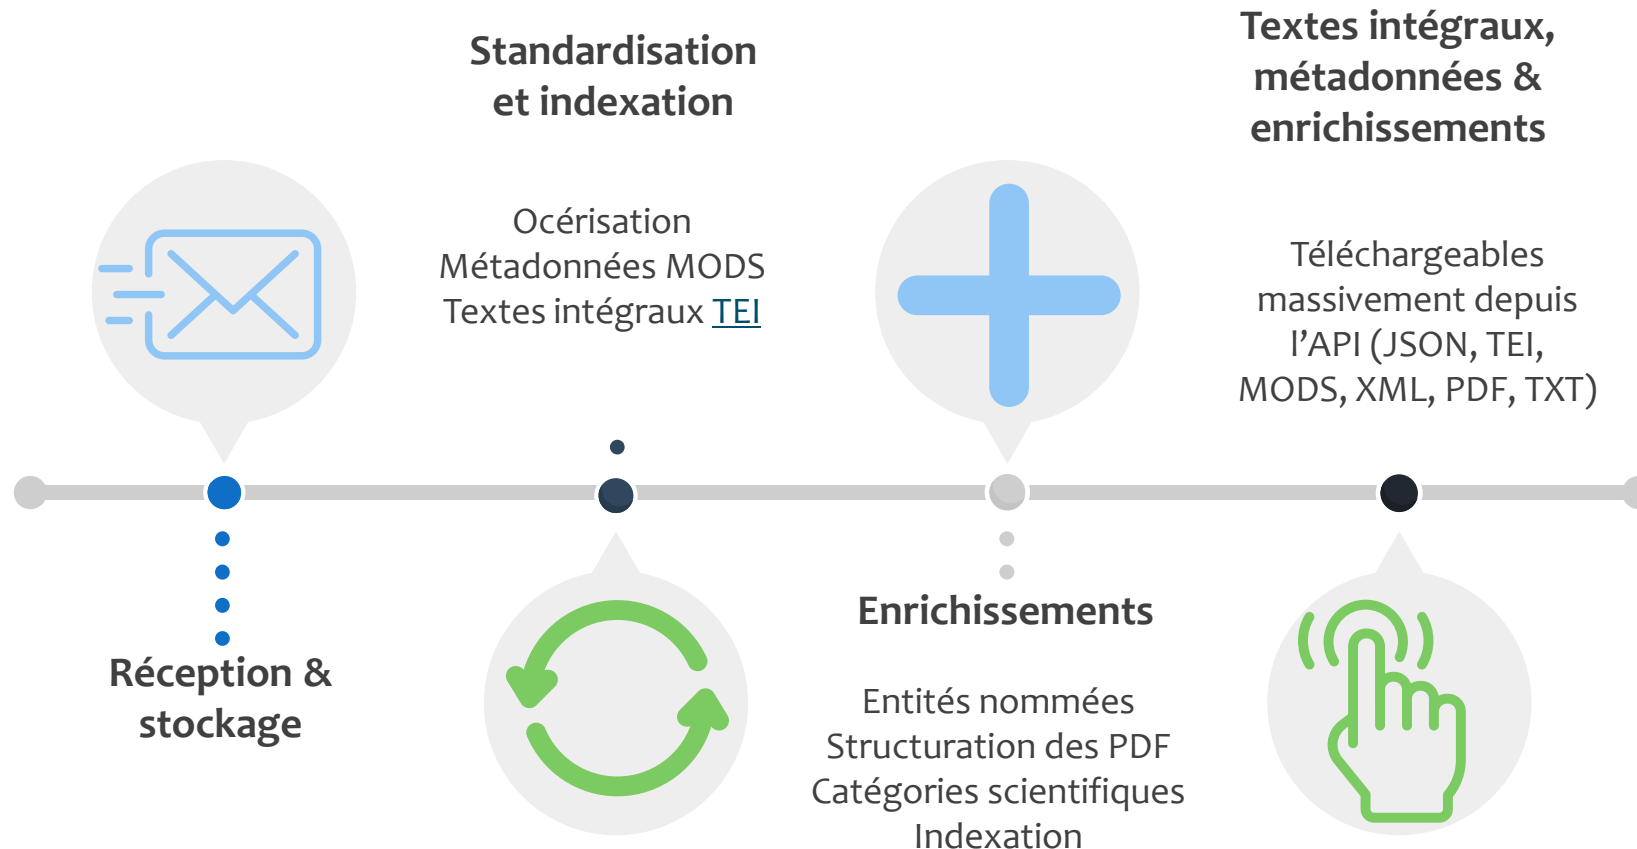 Réception &
stockage
Standardisation
et indexation
Océrisation
Métadonnées MODS
Textes intégraux TEI
Enrichissements
Entités nommées
Structuration des PDF
Catégories scientifiques
Indexation
Textes intégraux,
métadonnées &
enrichissements
Téléchargeables
massivement depuis
l’API (JSON, TEI,
MODS, XML, PDF, TXT)